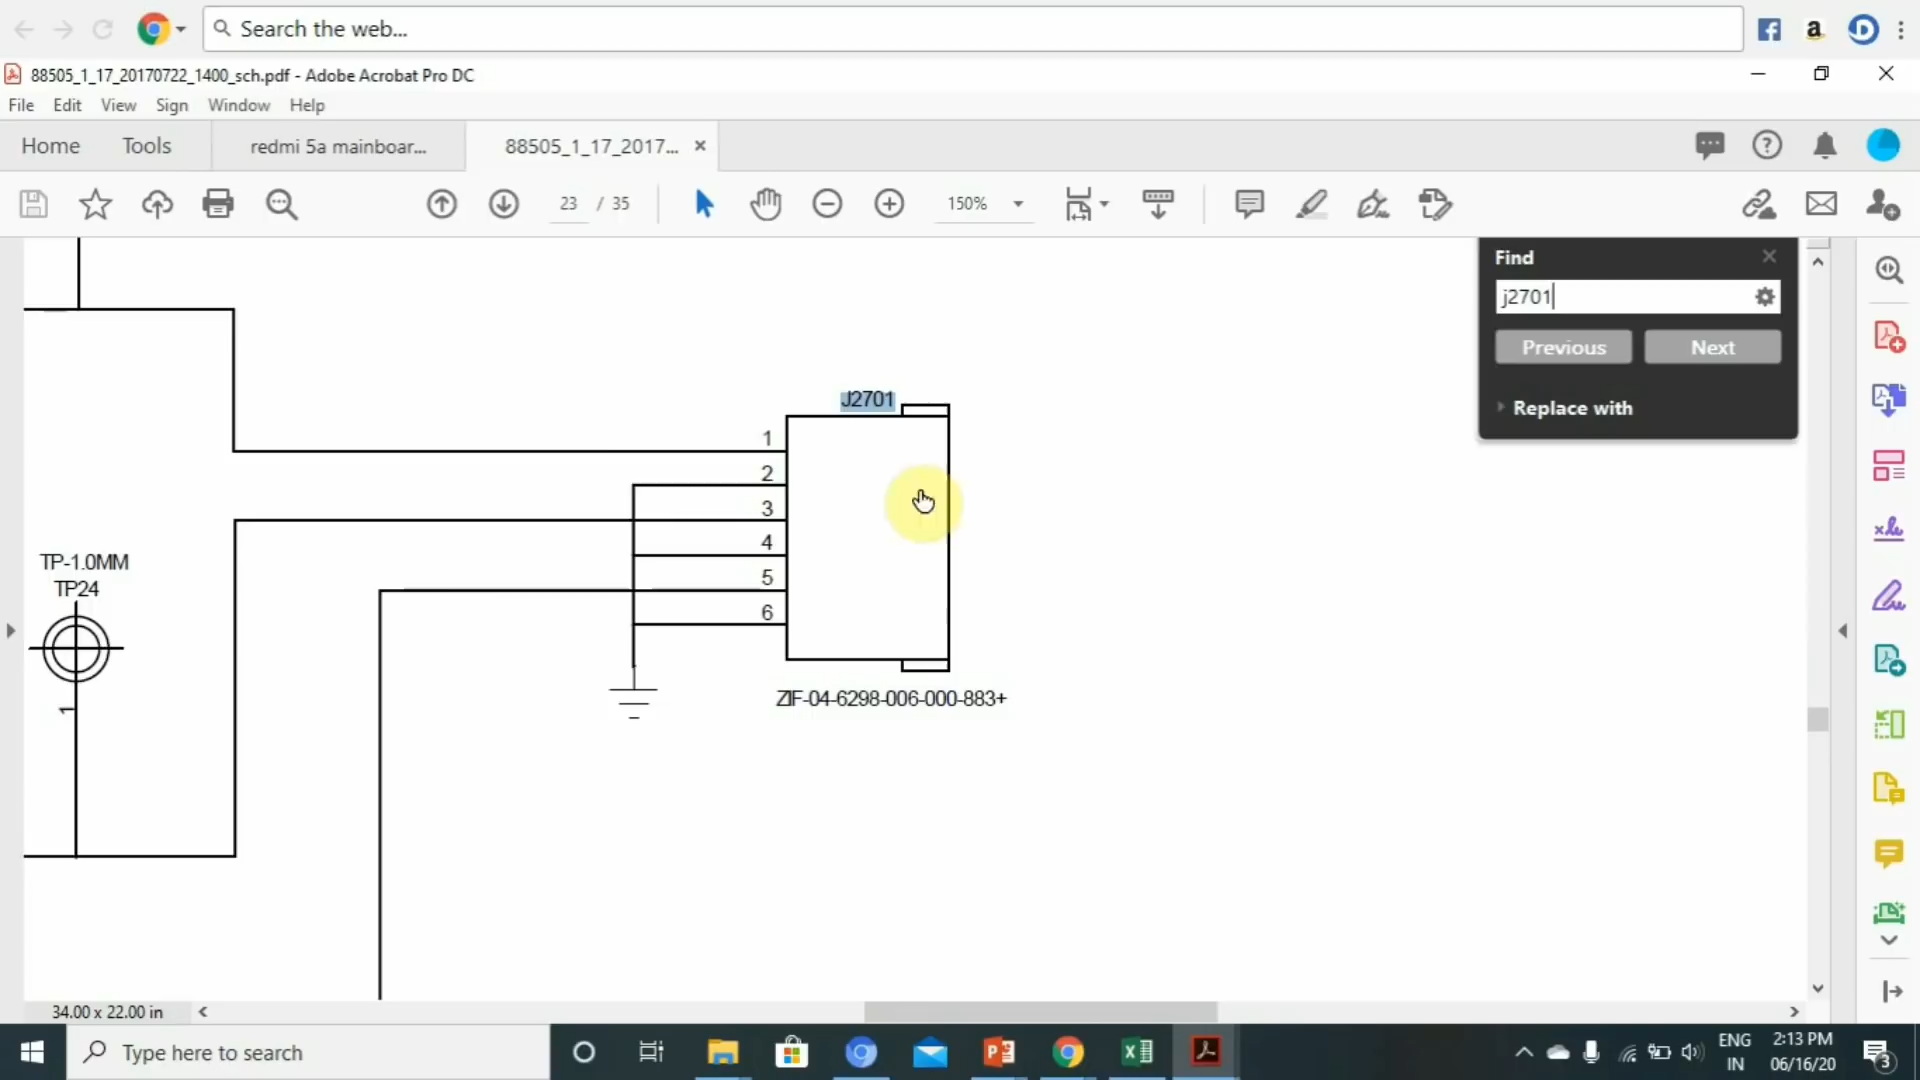 Search the web...
88505_1_17_20170722_1400_sch.pdf - Adobe Acrobat Pro DC
File Edit View Sign Window Help
Home Tools redmi 5a mainboar... 88505_1_17_2017...
23 / 35 150%
Find
j2701
Previous Next
Replace with
J2701
1
2
3
4
5
6
ZIF-04-6298-006-000-883+
TP-1.0MM
TP24
1
34.00 x 22.00 in
Type here to search
ENG
IN
2:13 PM
06/16/20
3